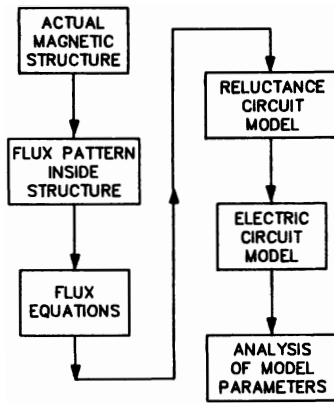 ACTUAL
MAGNETIC
STRUCTURE
FLUX PATTERN
INSIDE
STRUCTURE
FLUX
EQUATIONS
RELUCTANCE
CIRCUIT
MODEL
ELECTRIC
CIRCUIT
MODEL
ANALYSIS
OF MODEL
PARAMETERS